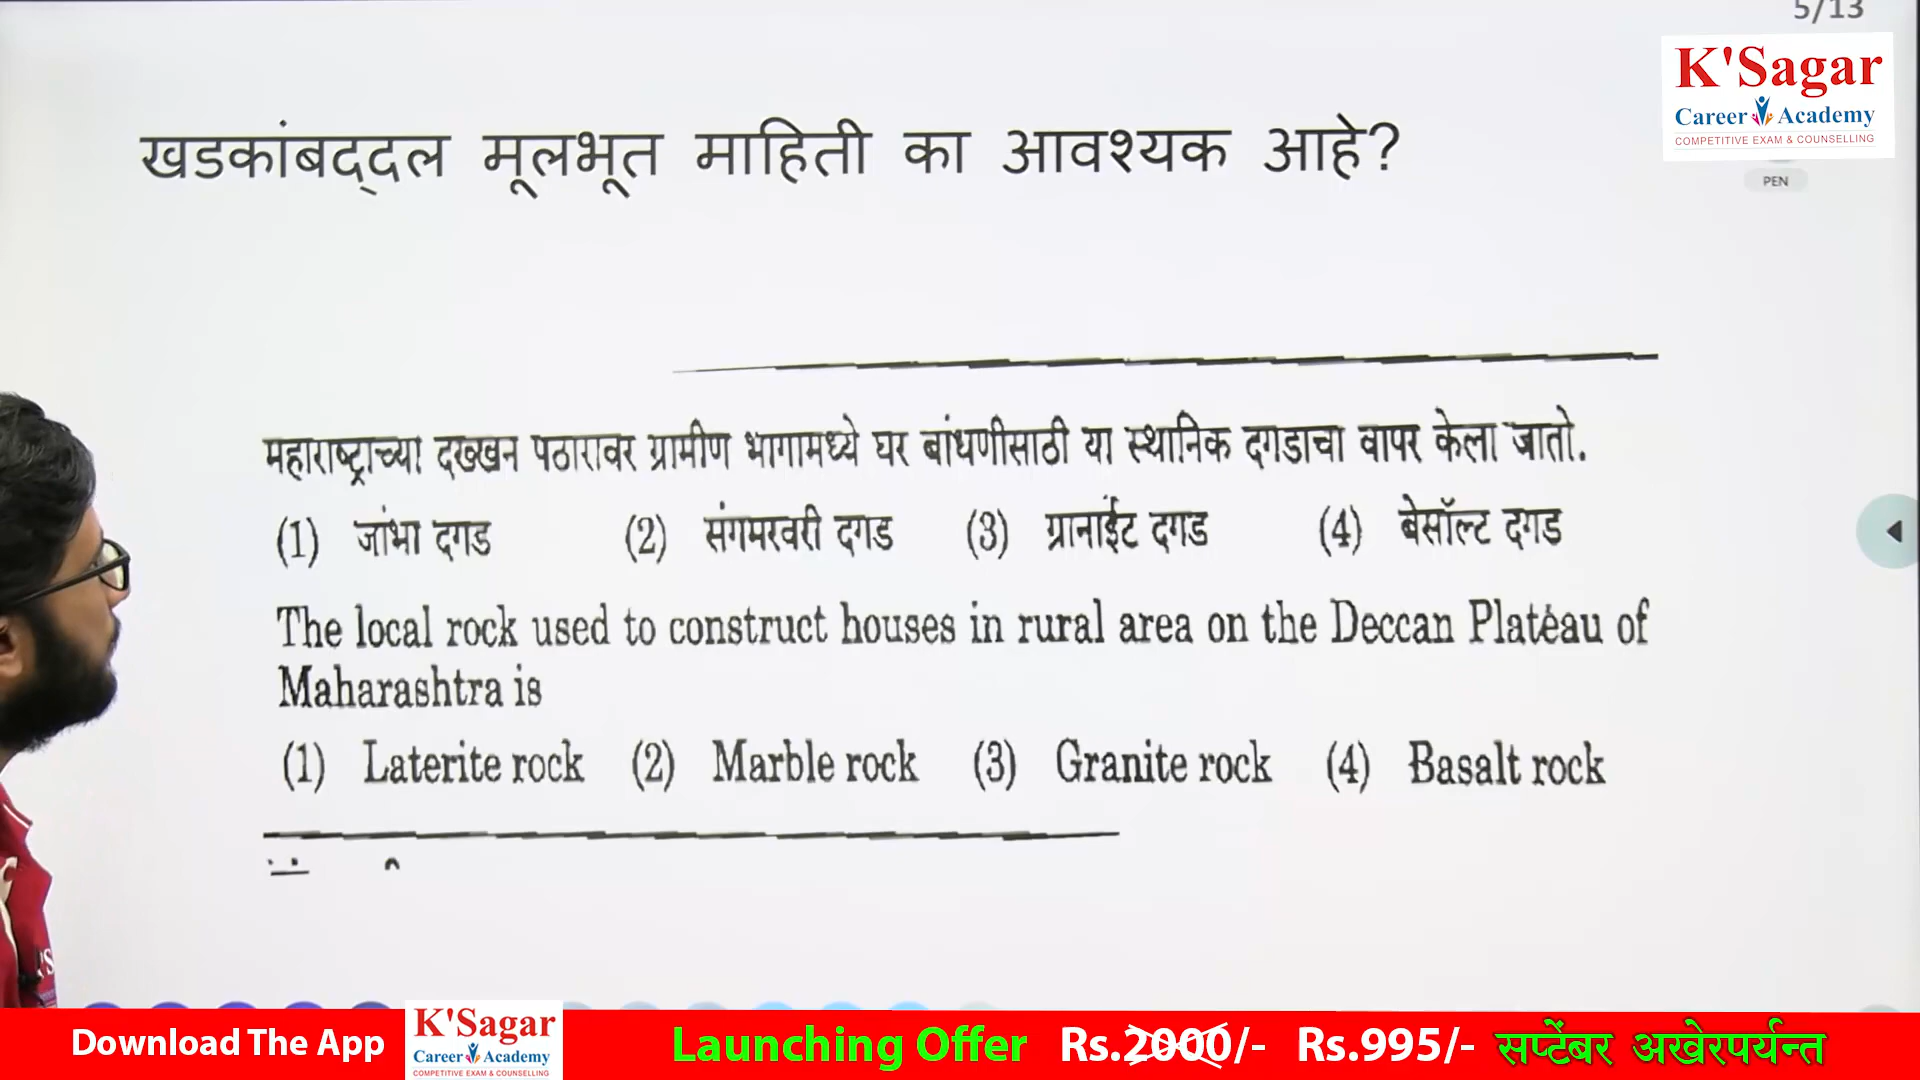 5/13
K'Sagar
Career Academy
COMPETITIVE EXAM & COUNSELLING
PEN
खडकांबद्दल मूलभूत माहिती का आवश्यक आहे?
महाराष्ट्राच्या दख्खन पठारावर ग्रामीण भागामध्ये घर बांधणीसाठी या स्थानिक दगडाचा वापर केला जातो.
(1) जांभा दगड (2) संगमरवरी दगड (3) ग्रानाईट दगड (4) बेसॉल्ट दगड
The local rock used to construct houses in rural area on the Deccan Plateau of
Maharashtra is
(1) Laterite rock (2) Marble rock (3) Granite rock (4) Basalt rock
Download The App
K'Sagar
Career Academy
COMPETITIVE EXAM & COUNSELLING
Launching Offer Rs.2000/- Rs.995/- सप्टेंबर अखेरपर्यन्त